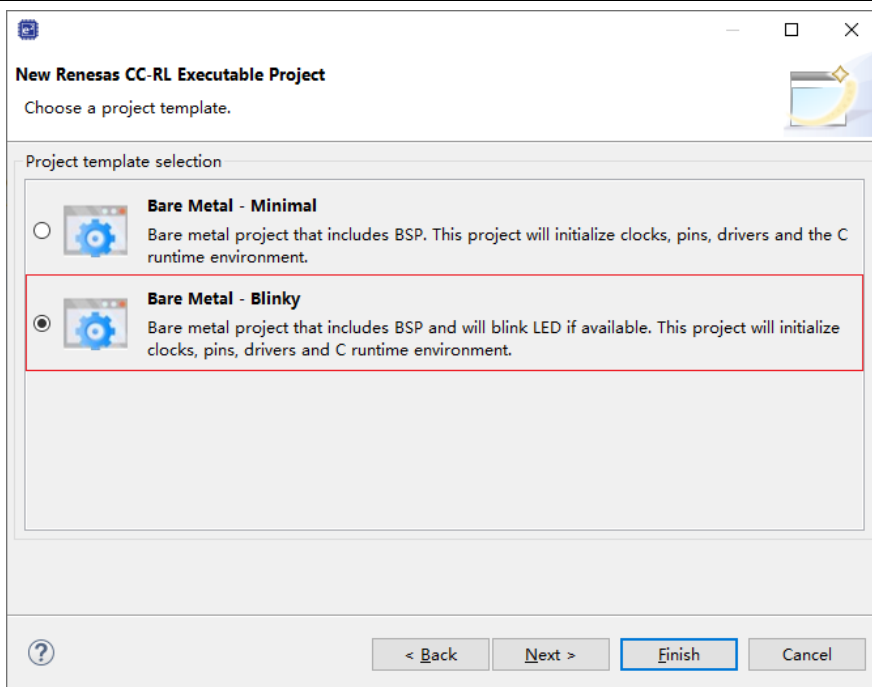 New Renesas CC-RL Executable Project
Choose a project template.
Project template selection
Bare Metal - Minimal
Bare metal project that includes BSP. This project will initialize clocks, pins, drivers and the C
runtime environment.
Bare Metal - Blinky
Bare metal project that includes BSP and will blink LED if available. This project will initialize
clocks, pins, drivers and C runtime environment.
?
< Back
Next >
Finish
Cancel